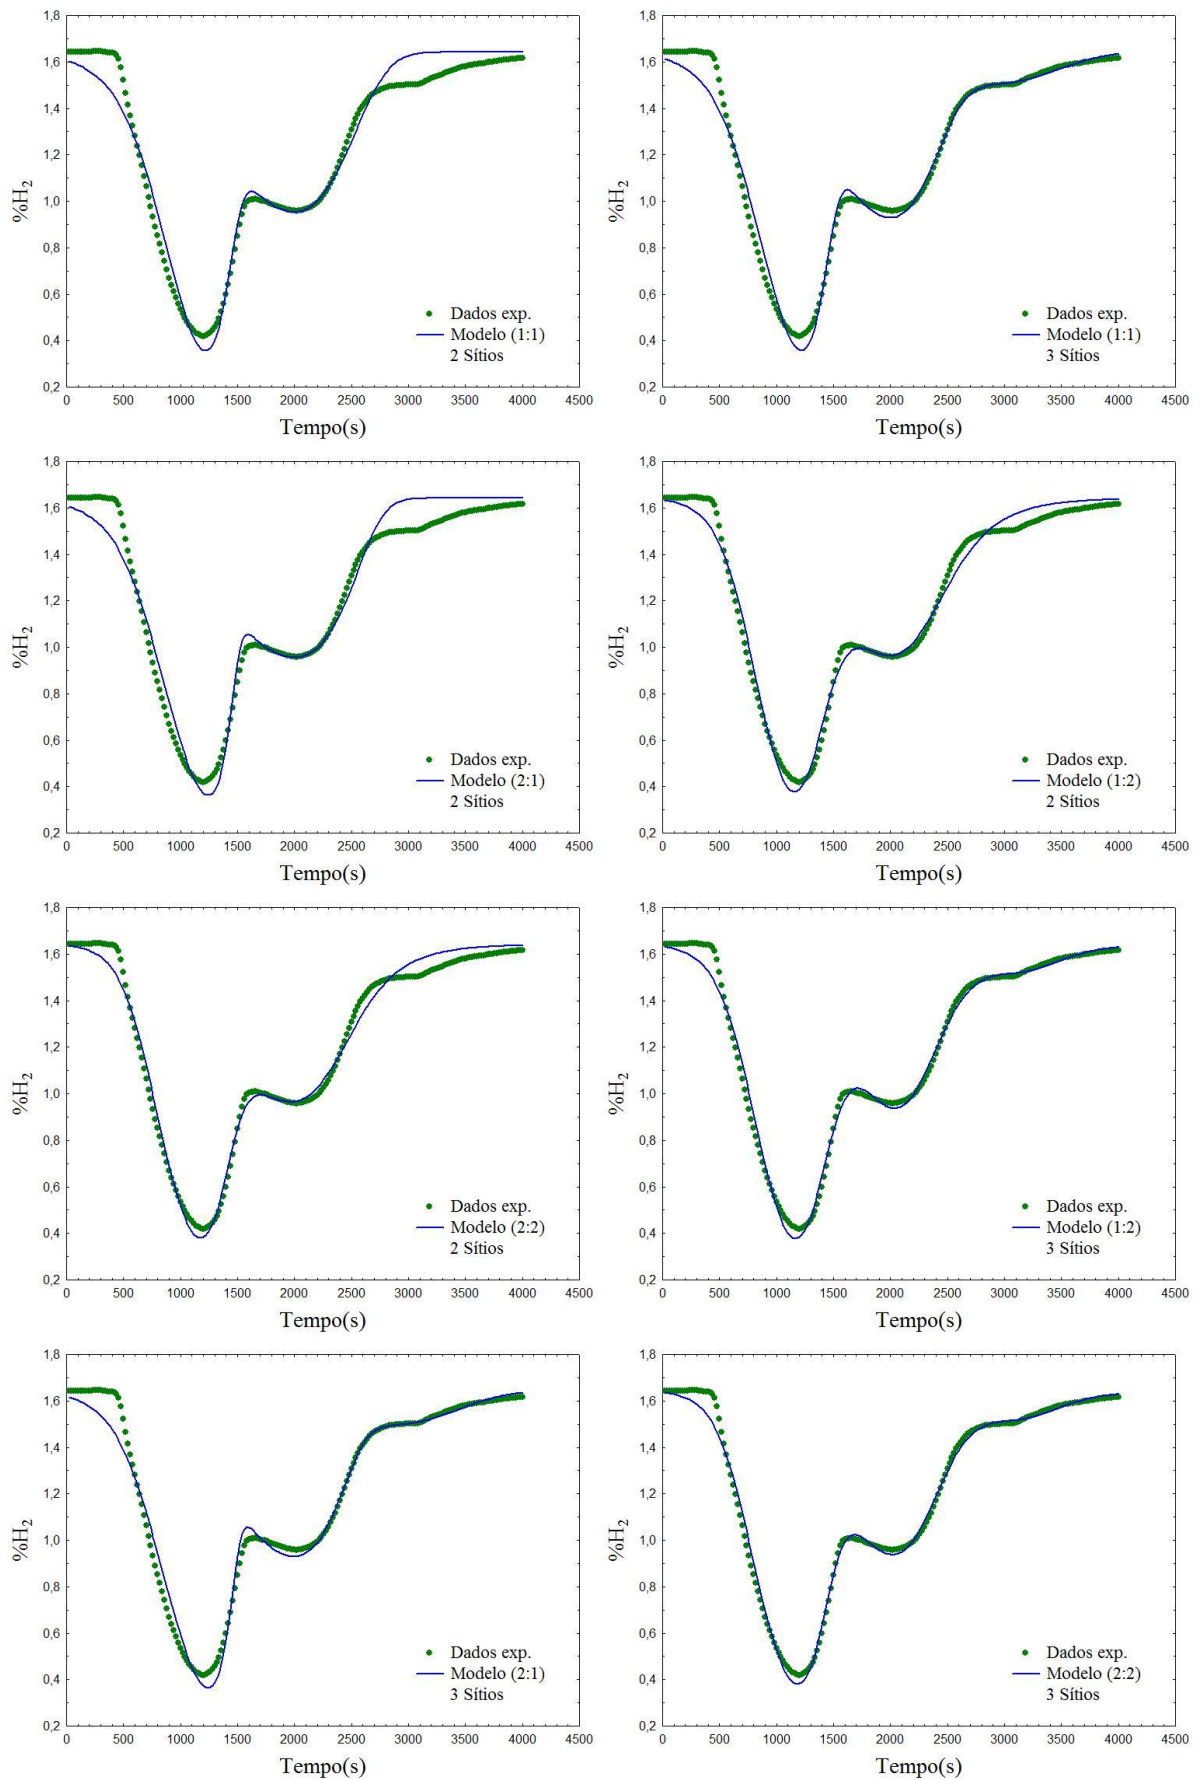 1,8
1,6
1,4
1,2
1,0
0,8
0,6
0,4
0,2
%H₂
Dados exp.
Modelo (1:1)
2 Sítios
0 500 1000 1500 2000 2500 3000 3500 4000 4500
Tempo(s)
1,8
1,6
1,4
1,2
1,0
0,8
0,6
0,4
0,2
%H₂
Dados exp.
Modelo (1:1)
3 Sítios
0 500 1000 1500 2000 2500 3000 3500 4000 4500
Tempo(s)
1,8
1,6
1,4
1,2
1,0
0,8
0,6
0,4
0,2
%H₂
Dados exp.
Modelo (2:1)
2 Sítios
0 500 1000 1500 2000 2500 3000 3500 4000 4500
Tempo(s)
1,8
1,6
1,4
1,2
1,0
0,8
0,6
0,4
0,2
%H₂
Dados exp.
Modelo (1:2)
2 Sítios
0 500 1000 1500 2000 2500 3000 3500 4000 4500
Tempo(s)
1,8
1,6
1,4
1,2
1,0
0,8
0,6
0,4
0,2
%H₂
Dados exp.
Modelo (2:2)
2 Sítios
0 500 1000 1500 2000 2500 3000 3500 4000 4500
Tempo(s)
1,8
1,6
1,4
1,2
1,0
0,8
0,6
0,4
0,2
%H₂
Dados exp.
Modelo (1:2)
3 Sítios
0 500 1000 1500 2000 2500 3000 3500 4000 4500
Tempo(s)
1,8
1,6
1,4
1,2
1,0
0,8
0,6
0,4
0,2
%H₂
Dados exp.
Modelo (2:1)
3 Sítios
0 500 1000 1500 2000 2500 3000 3500 4000 4500
Tempo(s)
1,8
1,6
1,4
1,2
1,0
0,8
0,6
0,4
0,2
%H₂
Dados exp.
Modelo (2:2)
3 Sítios
0 500 1000 1500 2000 2500 3000 3500 4000 4500
Tempo(s)